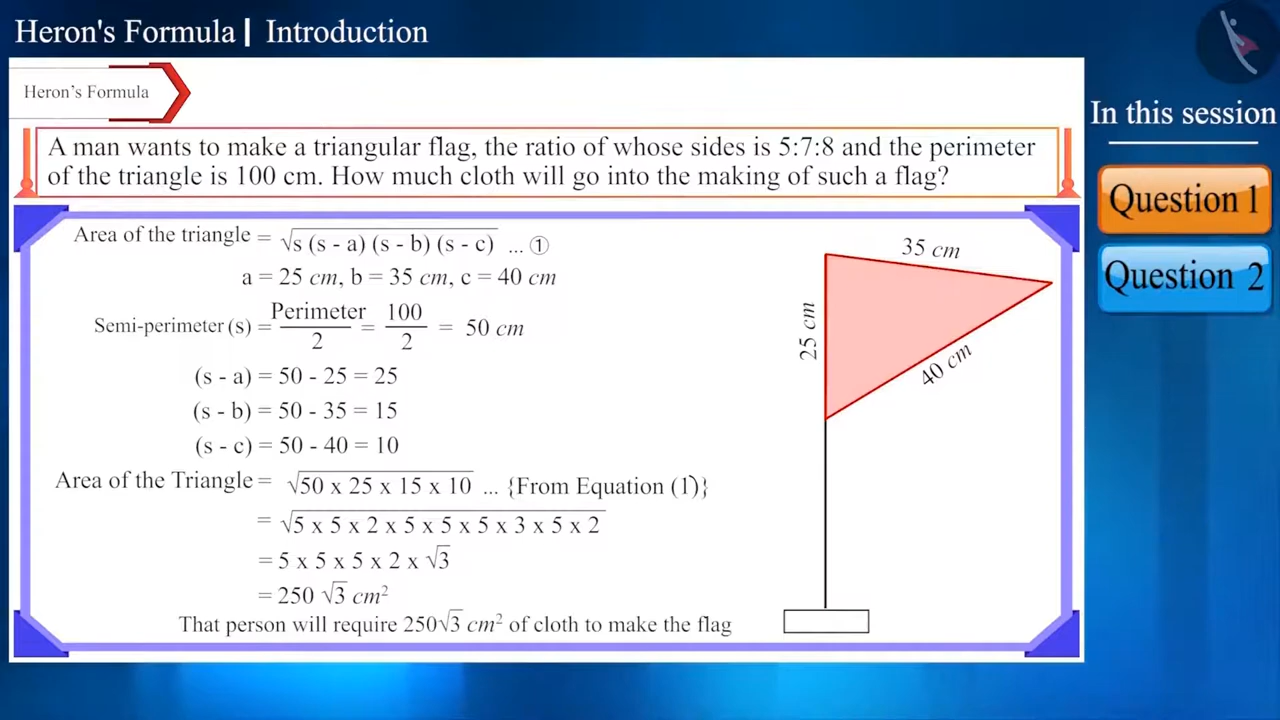 Heron's Formula | Introduction
Heron's Formula
In this session
A man wants to make a triangular flag, the ratio of whose sides is 5:7:8 and the perimeter
of the triangle is 100 cm. How much cloth will go into the making of such a flag?
Question 1
Question 2
Area of the triangle = √s (s - a) (s - b) (s - c) ... ①
a = 25 cm, b = 35 cm, c = 40 cm
Semi-perimeter (s) = Perimeter/2 = 100/2 = 50 cm
(s - a) = 50 - 25 = 25
(s - b) = 50 - 35 = 15
(s - c) = 50 - 40 = 10
Area of the Triangle = √50 x 25 x 15 x 10 ... {From Equation (1)}
= √5 x 5 x 2 x 5 x 5 x 5 x 3 x 5 x 2
= 5 x 5 x 5 x 2 x √3
= 250 √3 cm²
That person will require 250√3 cm² of cloth to make the flag
35 cm
25 cm
40 cm